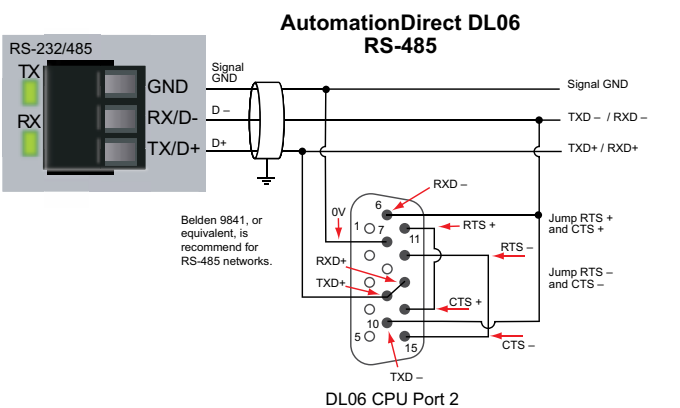 AutomationDirect DL06
RS-485
RS-232/485
TX
RX
GND
RX/D-
TX/D+
Signal
GND
D –
D+
Signal GND
TXD – / RXD –
TXD+ / RXD+
Belden 9841, or
equivalent, is
recommend for
RS-485 networks.
RXD –
0V
6
1
7
11
RTS +
RTS –
Jump RTS +
and CTS +
RXD+
TXD+
Jump RTS –
and CTS –
CTS +
10
5
15
CTS –
TXD –
DL06 CPU Port 2